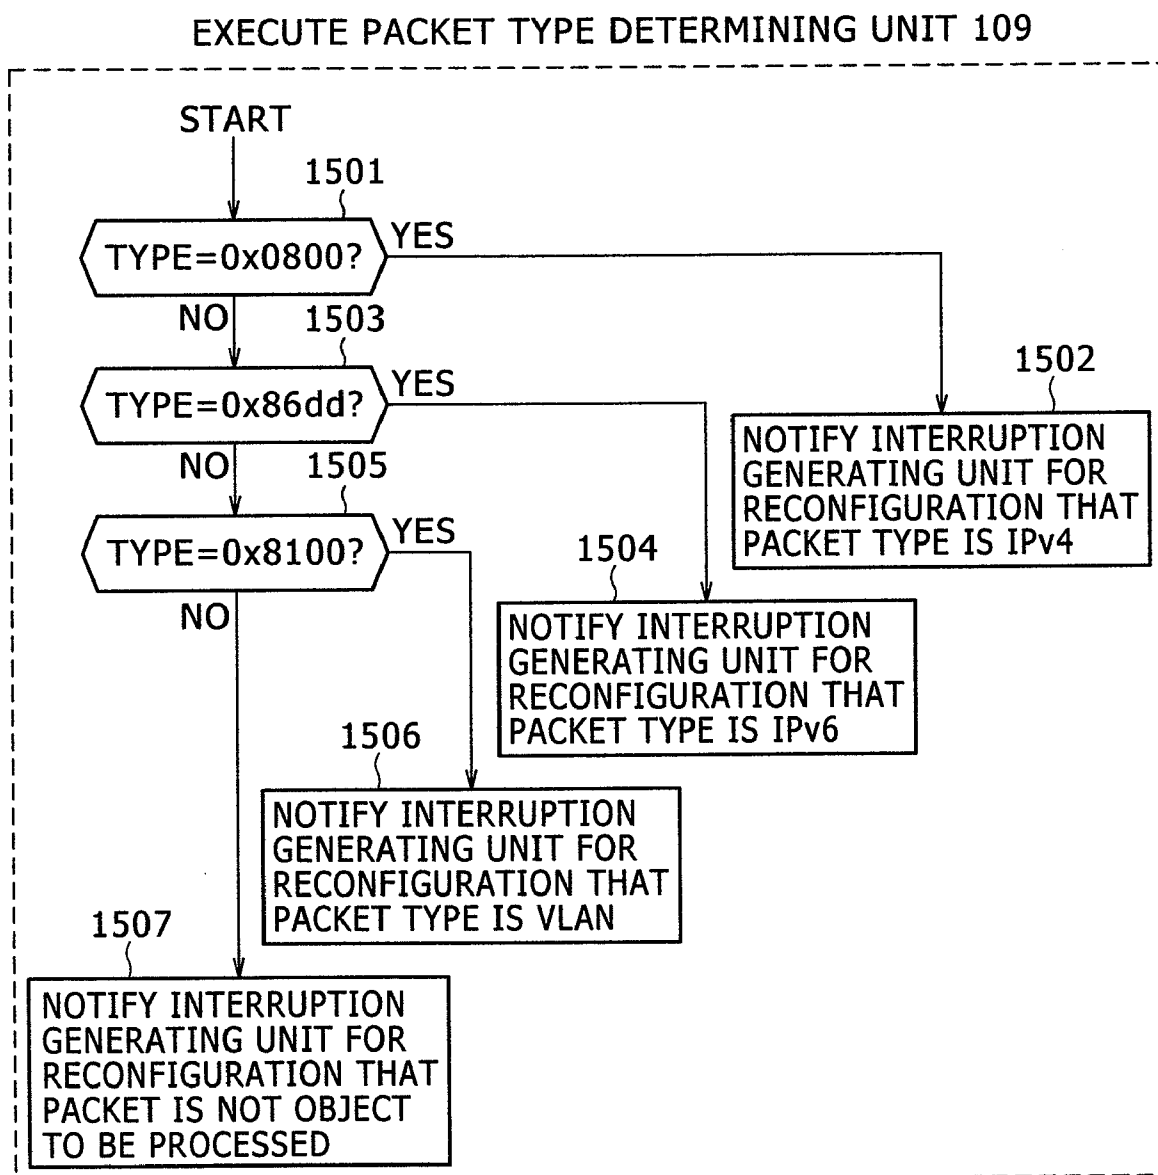 EXECUTE PACKET TYPE DETERMINING UNIT 109
START
1501
TYPE=0x0800?
YES
NO
1503
TYPE=0x86dd?
YES
NO
1505
TYPE=0x8100?
YES
NO
1502
NOTIFY INTERRUPTION
GENERATING UNIT FOR
RECONFIGURATION THAT
PACKET TYPE IS IPv4
1504
NOTIFY INTERRUPTION
GENERATING UNIT FOR
RECONFIGURATION THAT
PACKET TYPE IS IPv6
1506
NOTIFY INTERRUPTION
GENERATING UNIT FOR
RECONFIGURATION THAT
PACKET TYPE IS VLAN
1507
NOTIFY INTERRUPTION
GENERATING UNIT FOR
RECONFIGURATION THAT
PACKET IS NOT OBJECT
TO BE PROCESSED